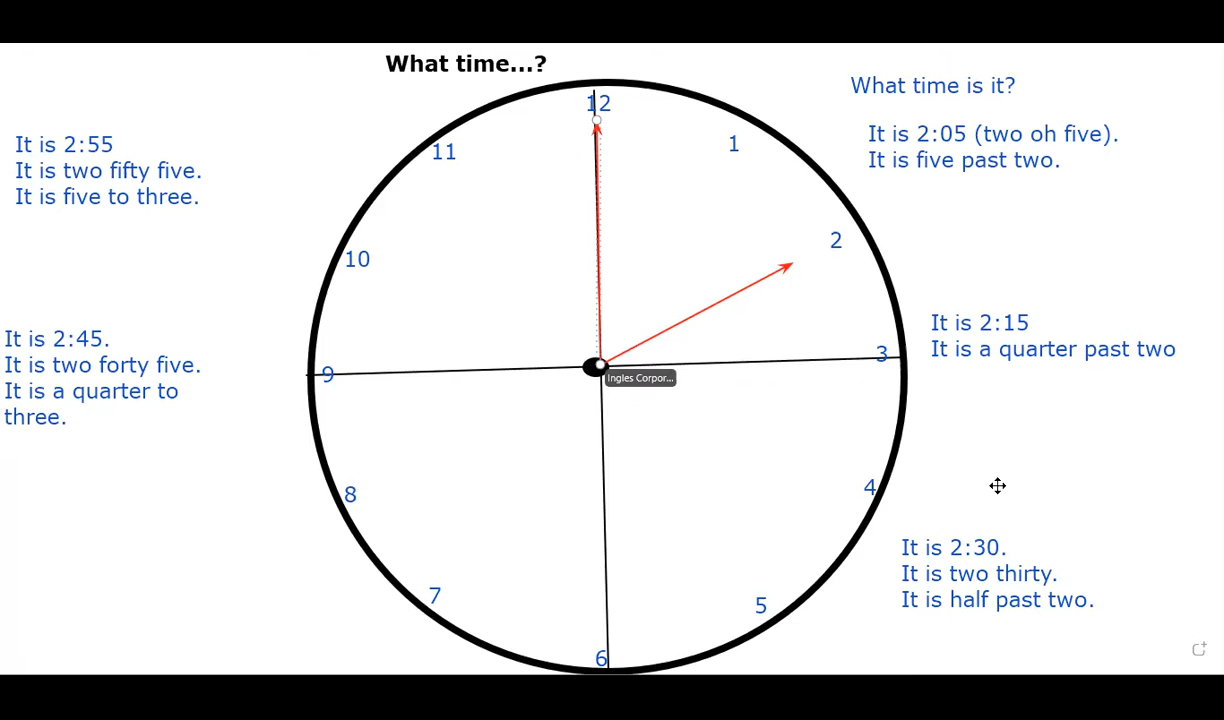 What time...?
What time is it?
It is 2:05 (two oh five).
It is five past two.
It is 2:55
It is two fifty five.
It is five to three.
12
1
11
2
10
It is 2:15
It is a quarter past two
It is 2:45.
It is two forty five.
It is a quarter to
three.
3
9
Ingles Corpor...
4
8
It is 2:30.
It is two thirty.
It is half past two.
7
5
6